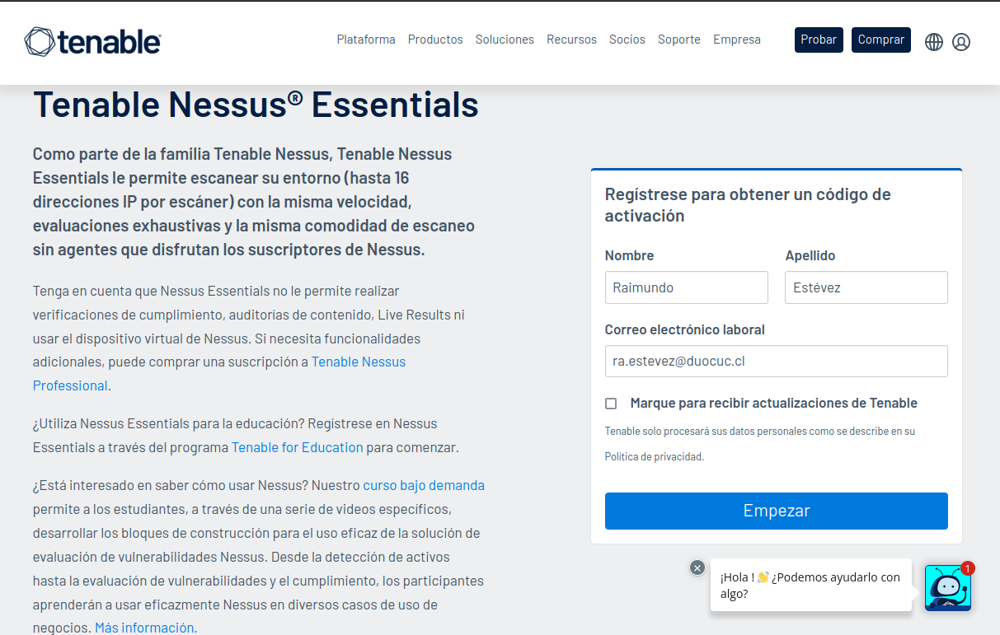 tenable
Plataforma Productos Soluciones Recursos Socios Soporte Empresa Probar Comprar
Tenable Nessus® Essentials
Como parte de la familia Tenable Nessus, Tenable Nessus
Essentials le permite escanear su entorno (hasta 16
direcciones IP por escáner) con la misma velocidad,
evaluaciones exhaustivas y la misma comodidad de escaneo
sin agentes que disfrutan los suscriptores de Nessus.
Tenga en cuenta que Nessus Essentials no le permite realizar
verificaciones de cumplimiento, auditorías de contenido, Live Results ni
usar el dispositivo virtual de Nessus. Si necesita funcionalidades
adicionales, puede comprar una suscripción a Tenable Nessus
Professional.
¿Utiliza Nessus Essentials para la educación? Regístrese en Nessus
Essentials a través del programa Tenable for Education para comenzar.
¿Está interesado en saber cómo usar Nessus? Nuestro curso bajo demanda
permite a los estudiantes, a través de una serie de videos específicos,
desarrollar los bloques de construcción para el uso eficaz de la solución de
evaluación de vulnerabilidades Nessus. Desde la detección de activos
hasta la evaluación de vulnerabilidades y el cumplimiento, los participantes
aprenderán a usar eficazmente Nessus en diversos casos de uso de
negocios. Más información.
Regístrese para obtener un código de
activación
Nombre Apellido
Raimundo Estévez
Correo electrónico laboral
ra.estevez@duocuc.cl
Marque para recibir actualizaciones de Tenable
Tenable solo procesará sus datos personales como se describe en su
Política de privacidad.
Empezar
¡Hola ! 👋 ¿Podemos ayudarlo con
algo?
1